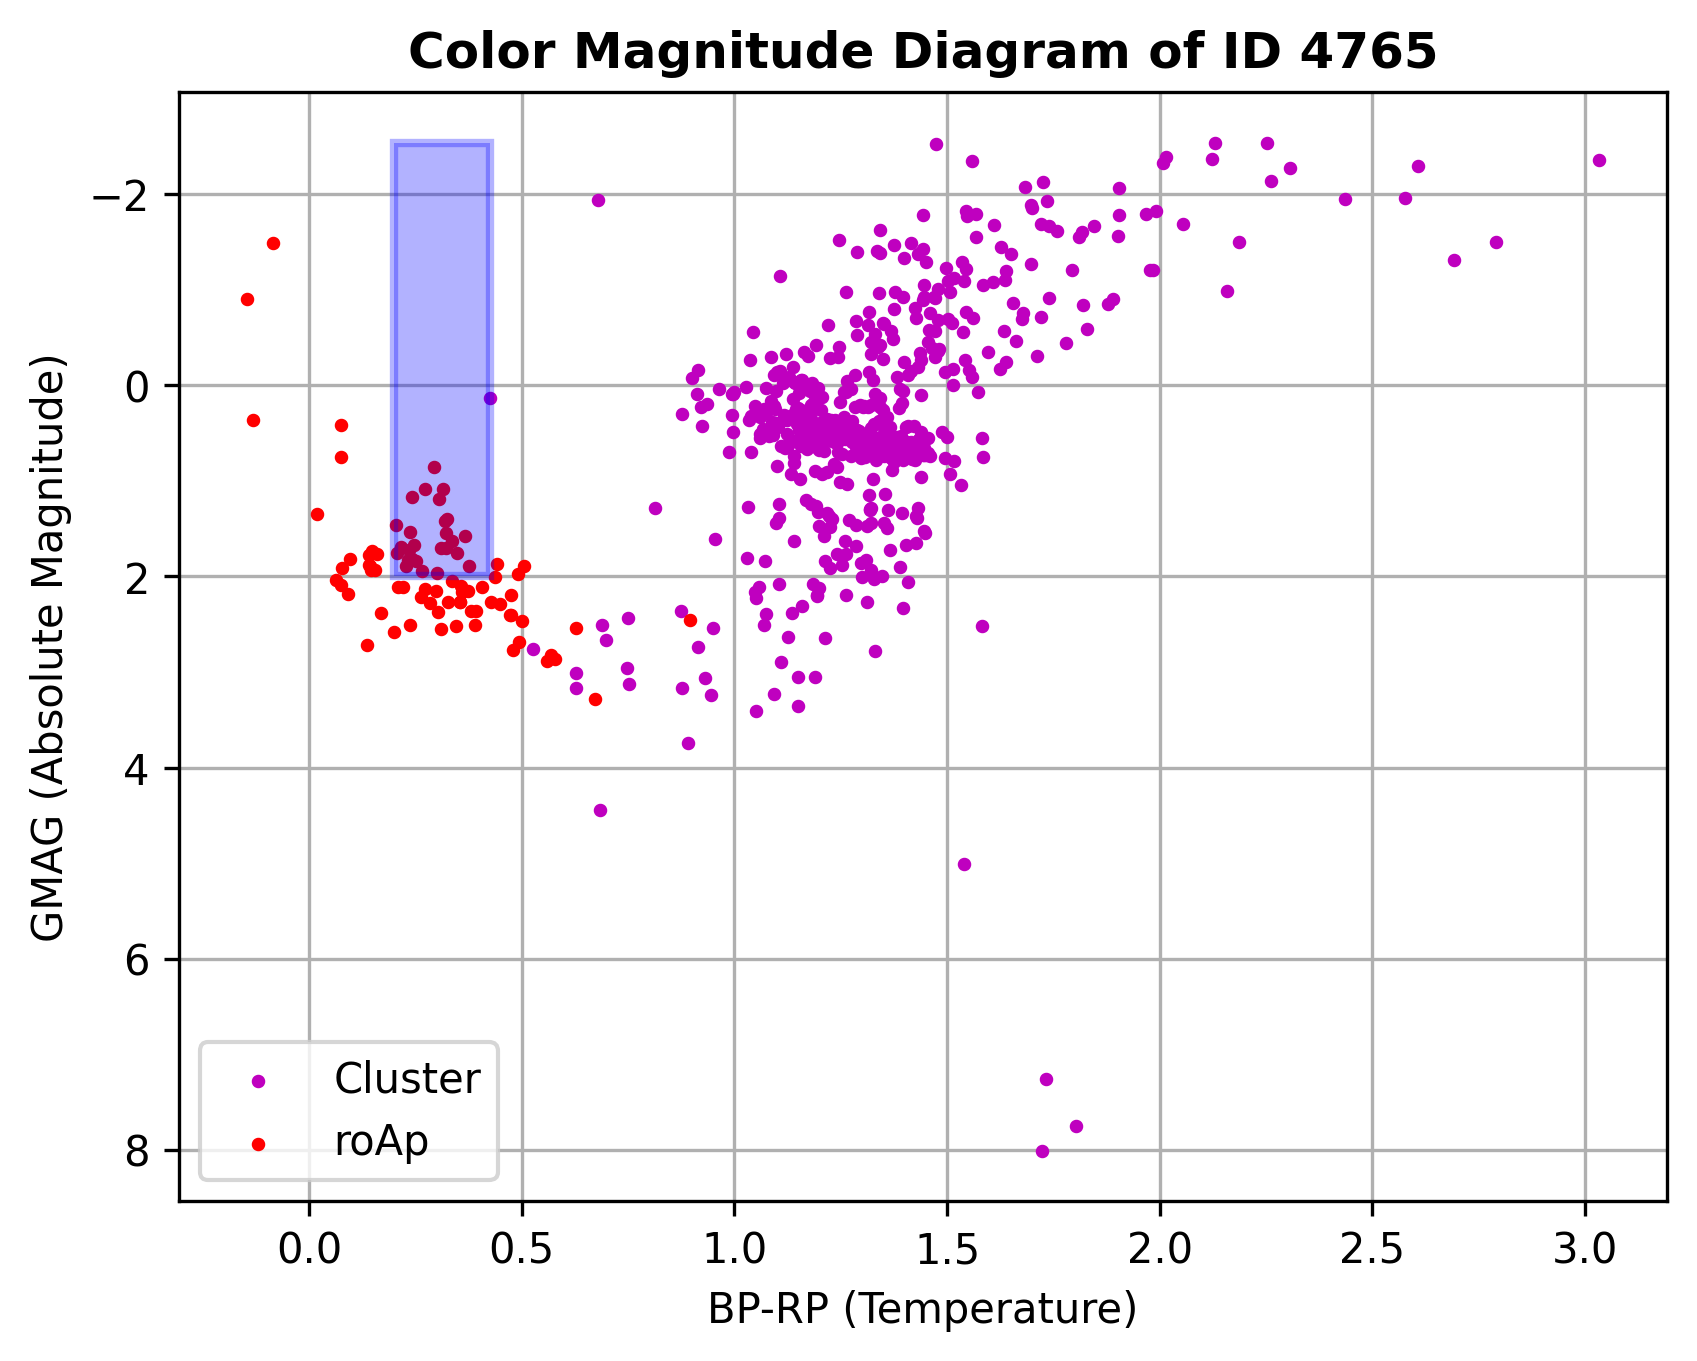 Color Magnitude Diagram of ID 4765
GMAG (Absolute Magnitude)
−2
0
2
4
6
8
Cluster
roAp
0.0 0.5 1.0 1.5 2.0 2.5 3.0
BP-RP (Temperature)